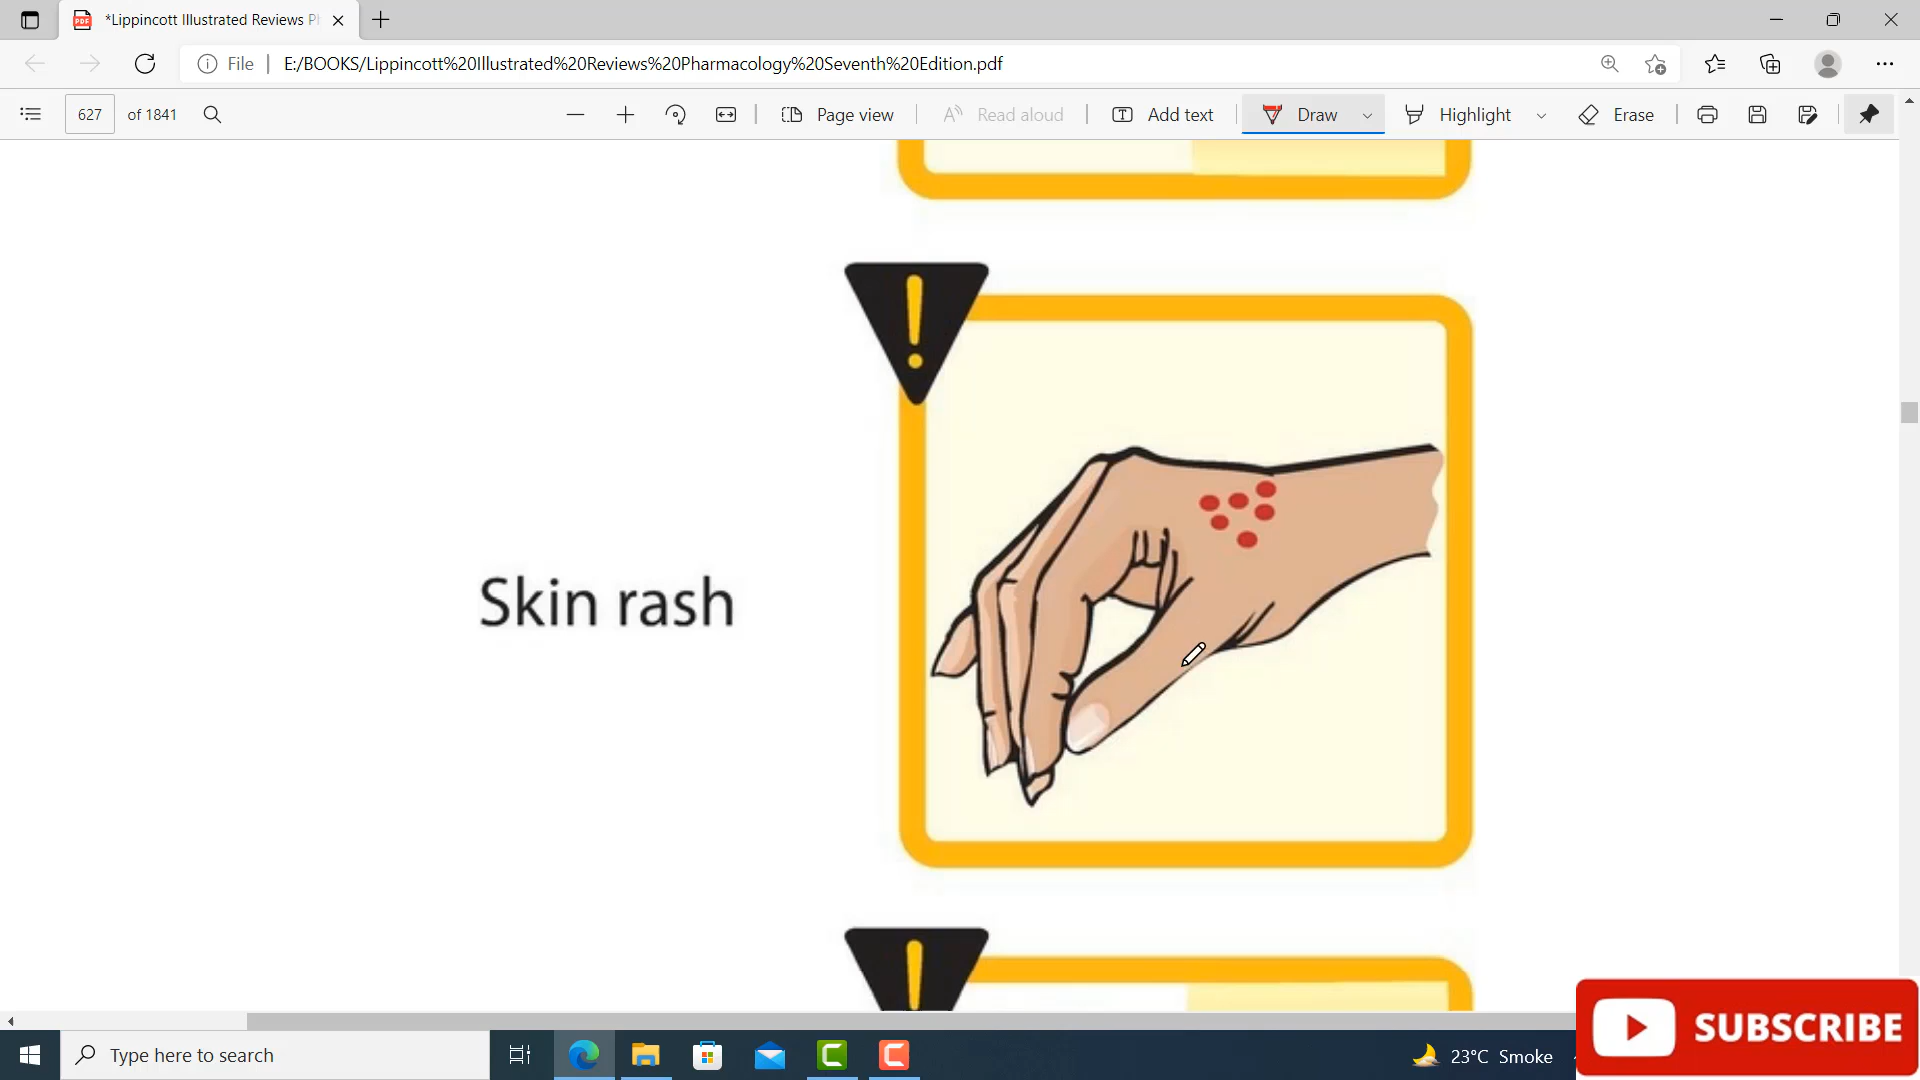 *Lippincott Illustrated Reviews P
File E:/BOOKS/Lippincott%20Illustrated%20Reviews%20Pharmacology%20Seventh%20Edition.pdf
627 of 1841 Page view Read aloud Add text Draw Highlight Erase
!
Skin rash
!
SUBSCRIBE
Type here to search 23°C Smoke